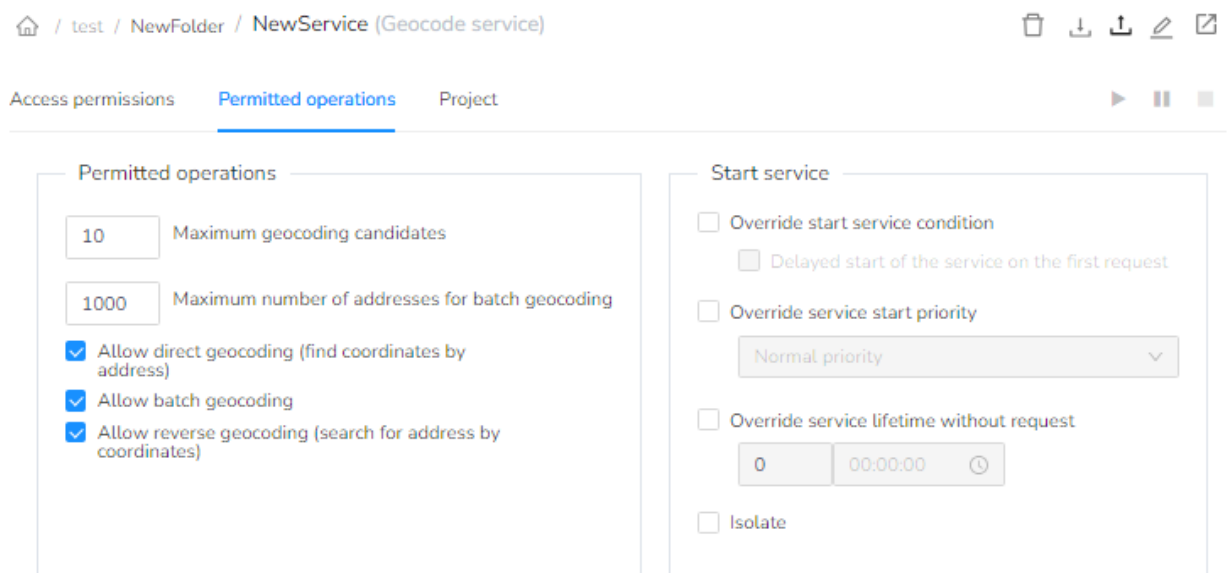 / test / NewFolder / NewService (Geocode service)
Access permissions Permitted operations Project
Permitted operations
10 Maximum geocoding candidates
1000 Maximum number of addresses for batch geocoding
Allow direct geocoding (find coordinates by
address)
Allow batch geocoding
Allow reverse geocoding (search for address by
coordinates)
Start service
Override start service condition
Delayed start of the service on the first request
Override service start priority
Normal priority
Override service lifetime without request
0 00:00:00
Isolate